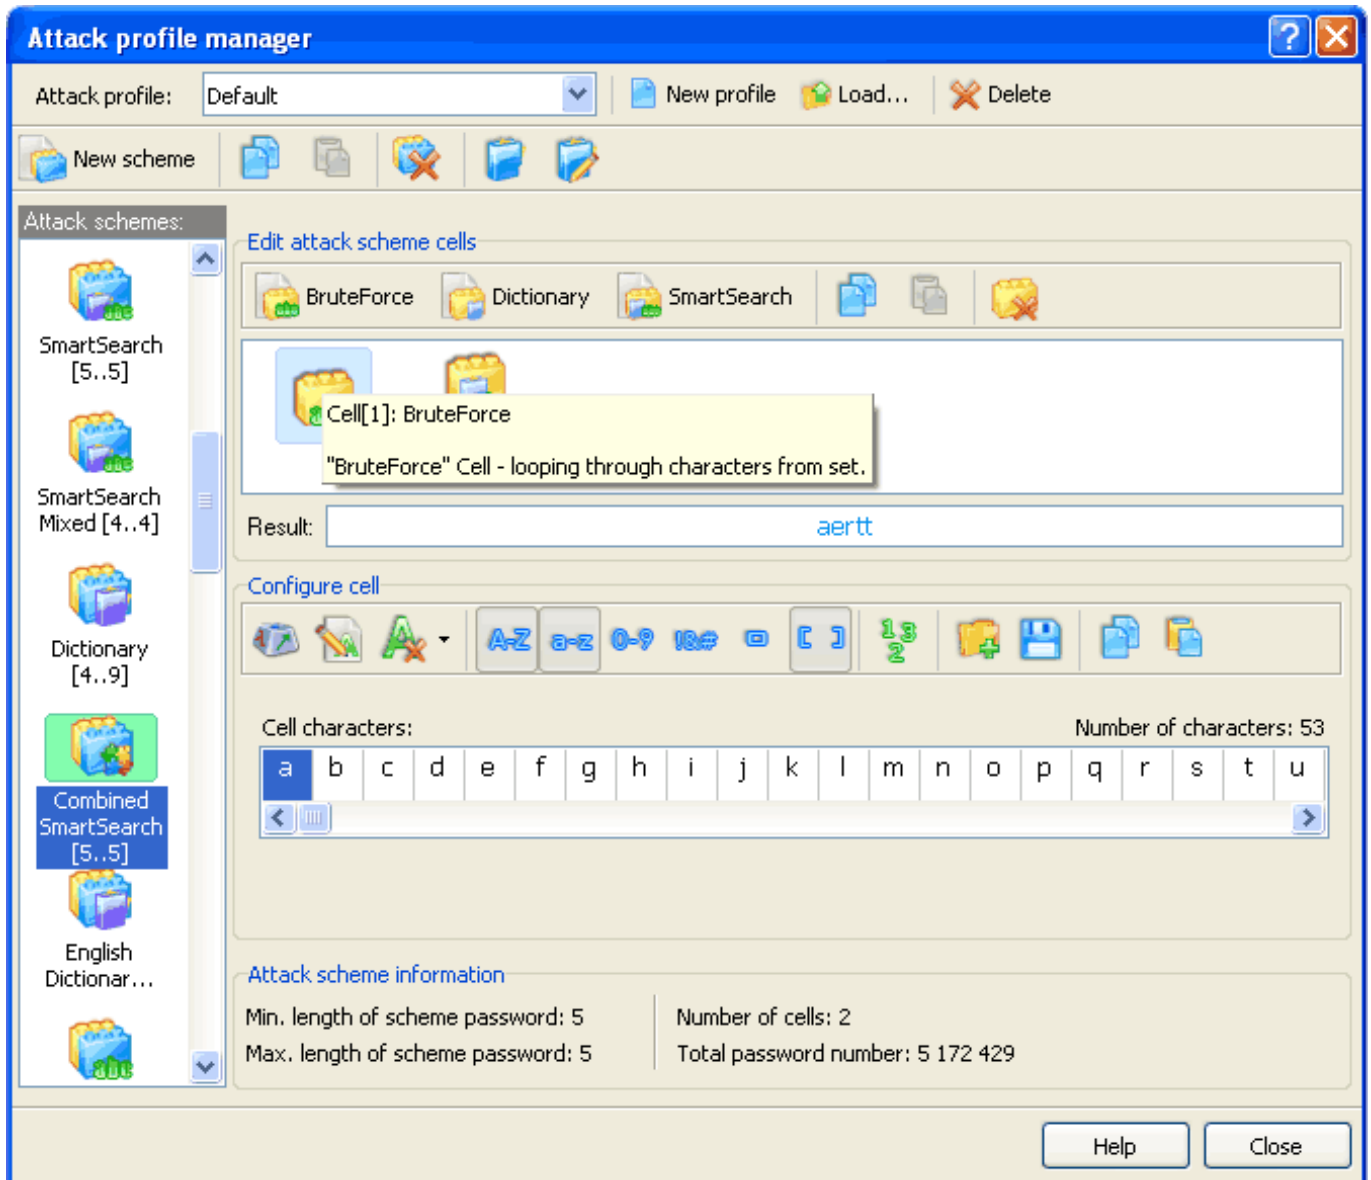 Attack profile manager
Attack profile: Default New profile Load... Delete
New scheme
Attack schemes:
SmartSearch
[5..5]
SmartSearch
Mixed [4..4]
Dictionary
[4..9]
Combined
SmartSearch
[5..5]
English
Dictionar...
abc
Edit attack scheme cells
BruteForce Dictionary SmartSearch
Cell[1]: BruteForce
"BruteForce" Cell - looping through characters from set.
Result: aertt
Configure cell
A-Z a-z 0-9 !&# [ ] 1 3 2
Cell characters: Number of characters: 53
a b c d e f g h i j k l m n o p q r s t u
Attack scheme information
Min. length of scheme password: 5 Number of cells: 2
Max. length of scheme password: 5 Total password number: 5 172 429
Help Close